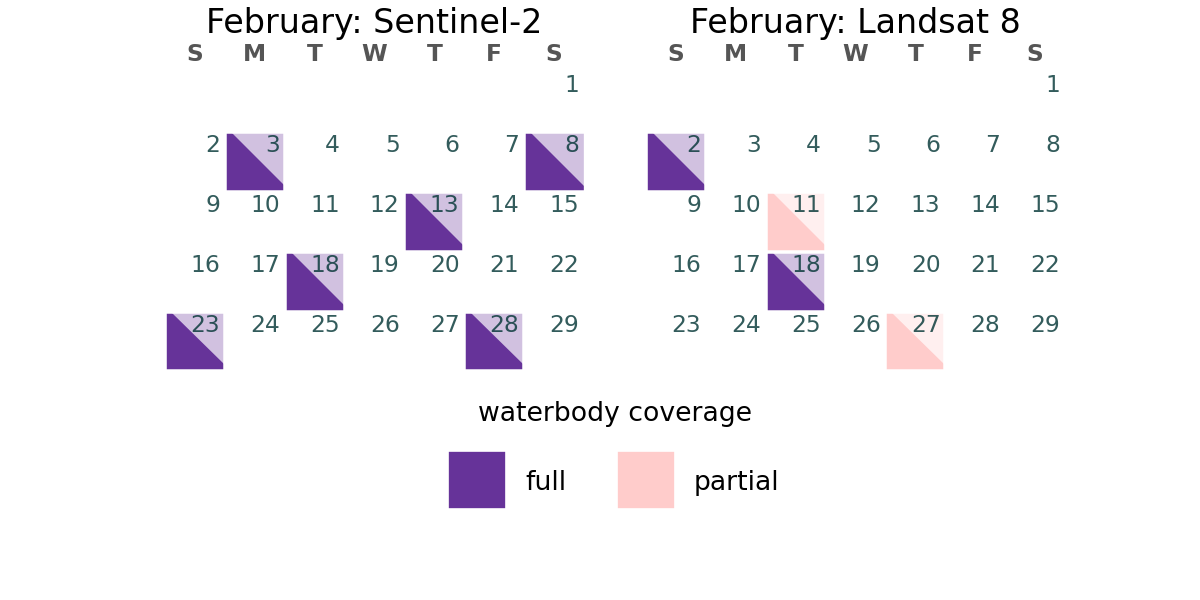 February: Sentinel-2
S M T W T F S
1
2 3 4 5 6 7 8
9 10 11 12 13 14 15
16 17 18 19 20 21 22
23 24 25 26 27 28 29
February: Landsat 8
S M T W T F S
1
2 3 4 5 6 7 8
9 10 11 12 13 14 15
16 17 18 19 20 21 22
23 24 25 26 27 28 29
waterbody coverage
full partial